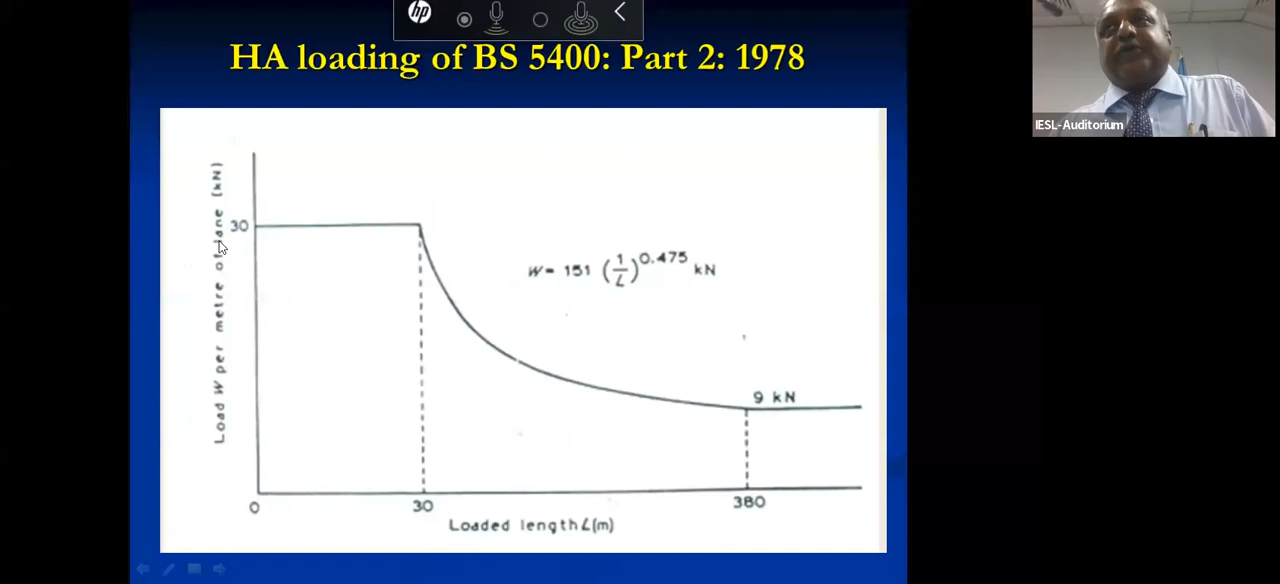 hp
HA loading of BS 5400: Part 2: 1978
IESL-Auditorium
Load W per metre of lane (kN)
30
W = 151 (1/L)^0.475 kN
9 kN
0
30
380
Loaded length L(m)